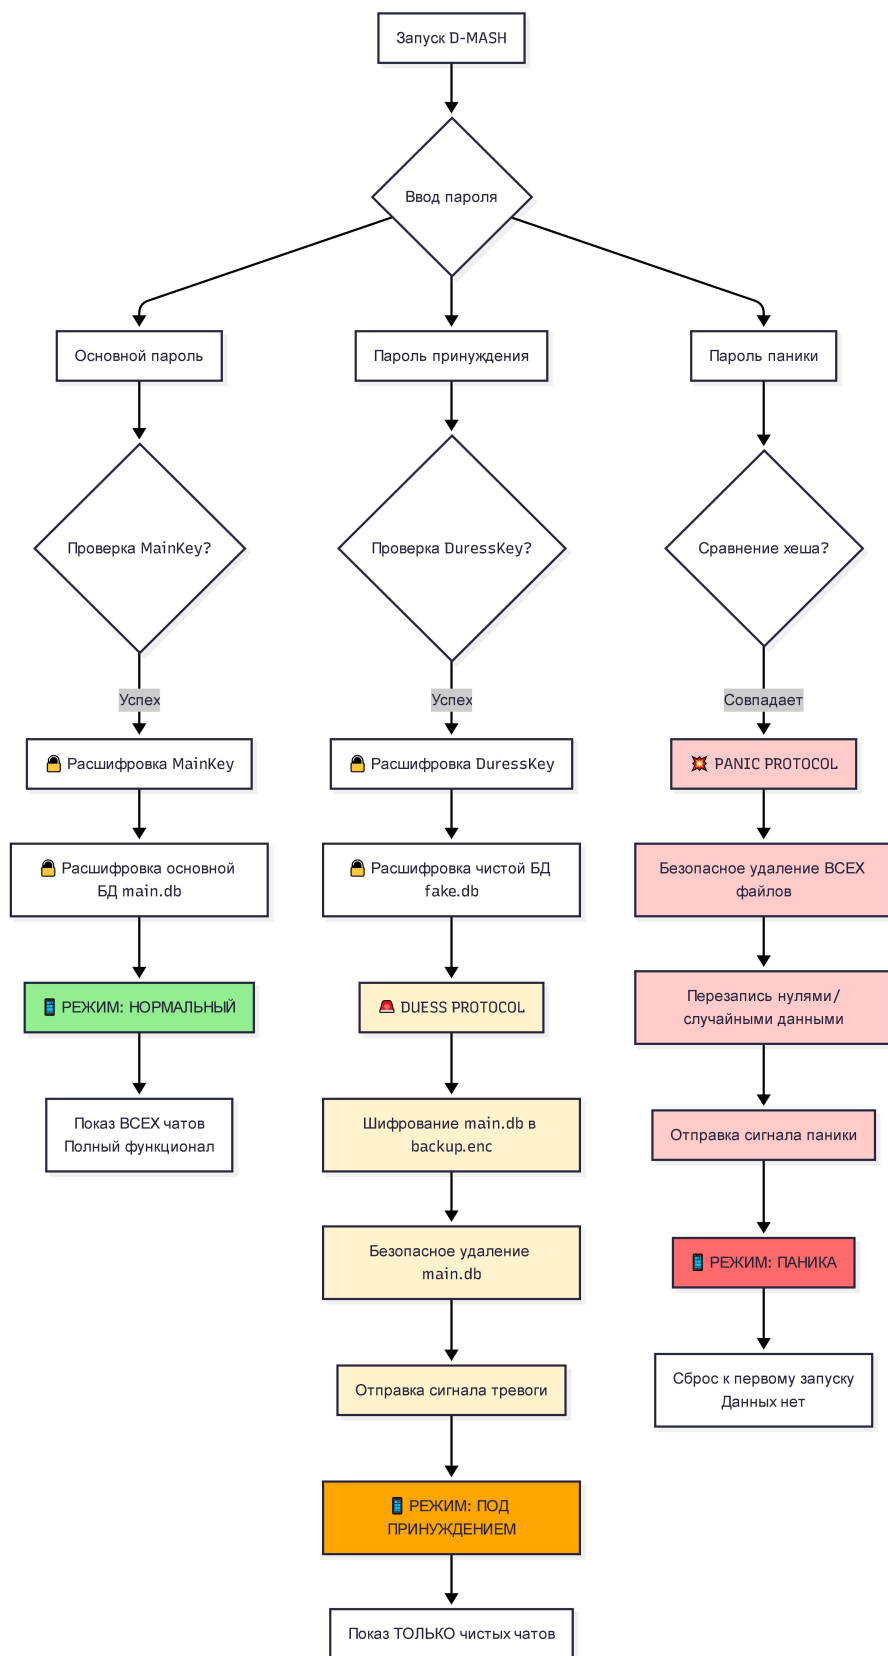 Запуск D-MASH
Ввод пароля
Основной пароль
Пароль принуждения
Пароль паники
Проверка MainKey?
Проверка DuressKey?
Сравнение хеша?
Успех
Успех
Совпадает
🔒 Расшифровка MainKey
🔒 Расшифровка DuressKey
💥 PANIC PROTOCOL
🔒 Расшифровка основной
БД main.db
🔒 Расшифровка чистой БД
fake.db
Безопасное удаление ВСЕХ
файлов
📱 РЕЖИМ: НОРМАЛЬНЫЙ
🚨 DUESS PROTOCOL
Перезапись нулями/
случайными данными
Показ ВСЕХ чатов
Полный функционал
Шифрование main.db в
backup.enc
Отправка сигнала паники
Безопасное удаление
main.db
📱 РЕЖИМ: ПАНИКА
Отправка сигнала тревоги
Сброс к первому запуску
Данных нет
📱 РЕЖИМ: ПОД
ПРИНУЖДЕНИЕМ
Показ ТОЛЬКО чистых чатов